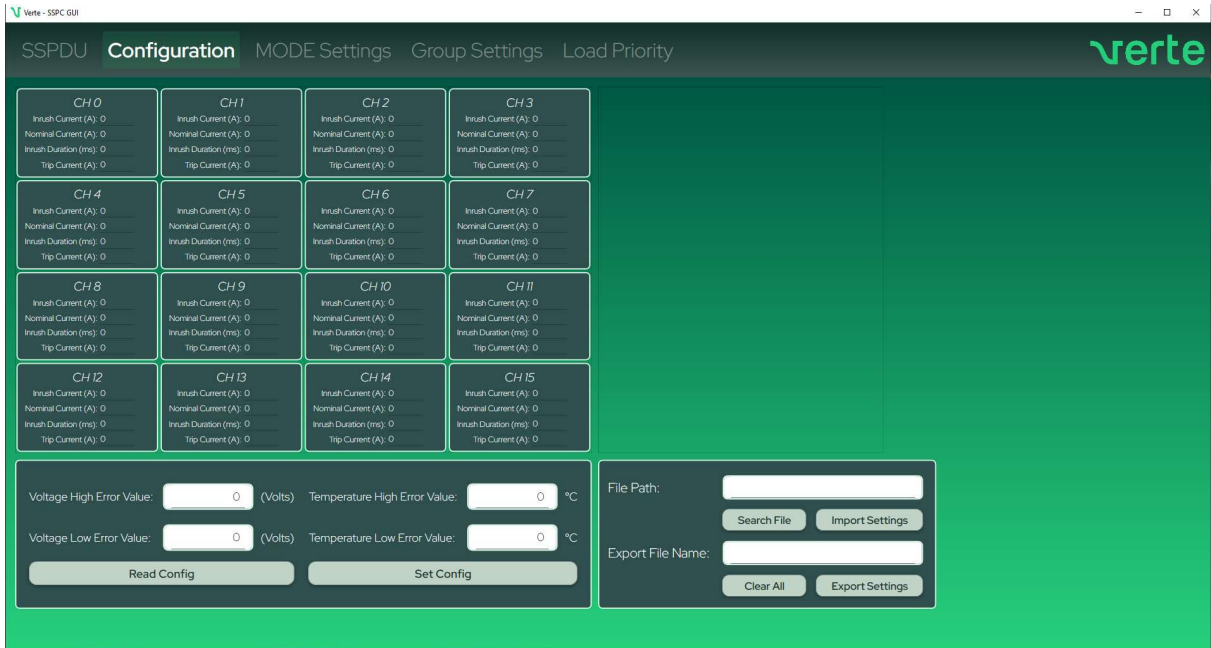 Verte - SSPC GUI
SSPDU Configuration MODE Settings Group Settings Load Priority verte
CH 0 CH 1 CH 2 CH 3
Inrush Current (A): 0 Inrush Current (A): 0 Inrush Current (A): 0 Inrush Current (A): 0
Nominal Current (A): 0 Nominal Current (A): 0 Nominal Current (A): 0 Nominal Current (A): 0
Inrush Duration (ms): 0 Inrush Duration (ms): 0 Inrush Duration (ms): 0 Inrush Duration (ms): 0
Trip Current (A): 0 Trip Current (A): 0 Trip Current (A): 0 Trip Current (A): 0
CH 4 CH 5 CH 6 CH 7
Inrush Current (A): 0 Inrush Current (A): 0 Inrush Current (A): 0 Inrush Current (A): 0
Nominal Current (A): 0 Nominal Current (A): 0 Nominal Current (A): 0 Nominal Current (A): 0
Inrush Duration (ms): 0 Inrush Duration (ms): 0 Inrush Duration (ms): 0 Inrush Duration (ms): 0
Trip Current (A): 0 Trip Current (A): 0 Trip Current (A): 0 Trip Current (A): 0
CH 8 CH 9 CH 10 CH 11
Inrush Current (A): 0 Inrush Current (A): 0 Inrush Current (A): 0 Inrush Current (A): 0
Nominal Current (A): 0 Nominal Current (A): 0 Nominal Current (A): 0 Nominal Current (A): 0
Inrush Duration (ms): 0 Inrush Duration (ms): 0 Inrush Duration (ms): 0 Inrush Duration (ms): 0
Trip Current (A): 0 Trip Current (A): 0 Trip Current (A): 0 Trip Current (A): 0
CH 12 CH 13 CH 14 CH 15
Inrush Current (A): 0 Inrush Current (A): 0 Inrush Current (A): 0 Inrush Current (A): 0
Nominal Current (A): 0 Nominal Current (A): 0 Nominal Current (A): 0 Nominal Current (A): 0
Inrush Duration (ms): 0 Inrush Duration (ms): 0 Inrush Duration (ms): 0 Inrush Duration (ms): 0
Trip Current (A): 0 Trip Current (A): 0 Trip Current (A): 0 Trip Current (A): 0
Voltage High Error Value: 0 (Volts) Temperature High Error Value: 0 °C
Voltage Low Error Value: 0 (Volts) Temperature Low Error Value: 0 °C
Read Config Set Config
File Path:
Search File Import Settings
Export File Name:
Clear All Export Settings